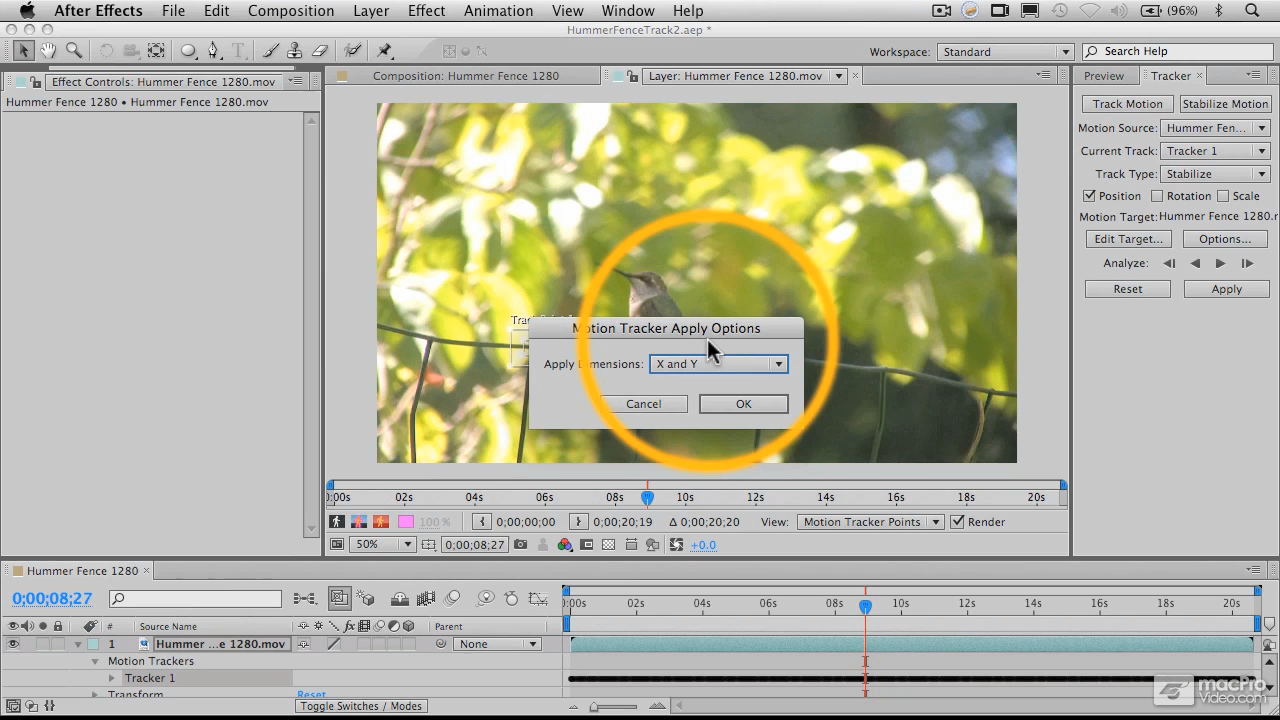 After Effects File Edit Composition Layer Effect Animation View Window Help (96%)
HummerFenceTrack2.aep *
Workspace: Standard Search Help
Effect Controls: Hummer Fence 1280.mov
Composition: Hummer Fence 1280
Layer: Hummer Fence 1280.mov
Preview Tracker
Hummer Fence 1280 • Hummer Fence 1280.mov
Track Motion Stabilize Motion
Motion Source: Hummer Fen...
Current Track: Tracker 1
Track Type: Stabilize
Position Rotation Scale
Motion Target: Hummer Fence 1280.
Edit Target... Options...
Analyze:
Reset Apply
Motion Tracker Apply Options
Apply Dimensions: X and Y
Cancel OK
0:00s 02s 04s 06s 08s 10s 12s 14s 16s 18s 20s
100 % 0;00;00;00 0;00;20;19 Δ 0;00;20;20 View: Motion Tracker Points Render
50% 0;00;08;27 +0.0
Hummer Fence 1280
0;00;08;27
:00s 02s 04s 06s 08s 10s 12s 14s 16s 18s 20s
# Source Name Parent
1 Hummer ...e 1280.mov None
Motion Trackers
Tracker 1
Transform Reset
Toggle Switches / Modes
macProVideo.com